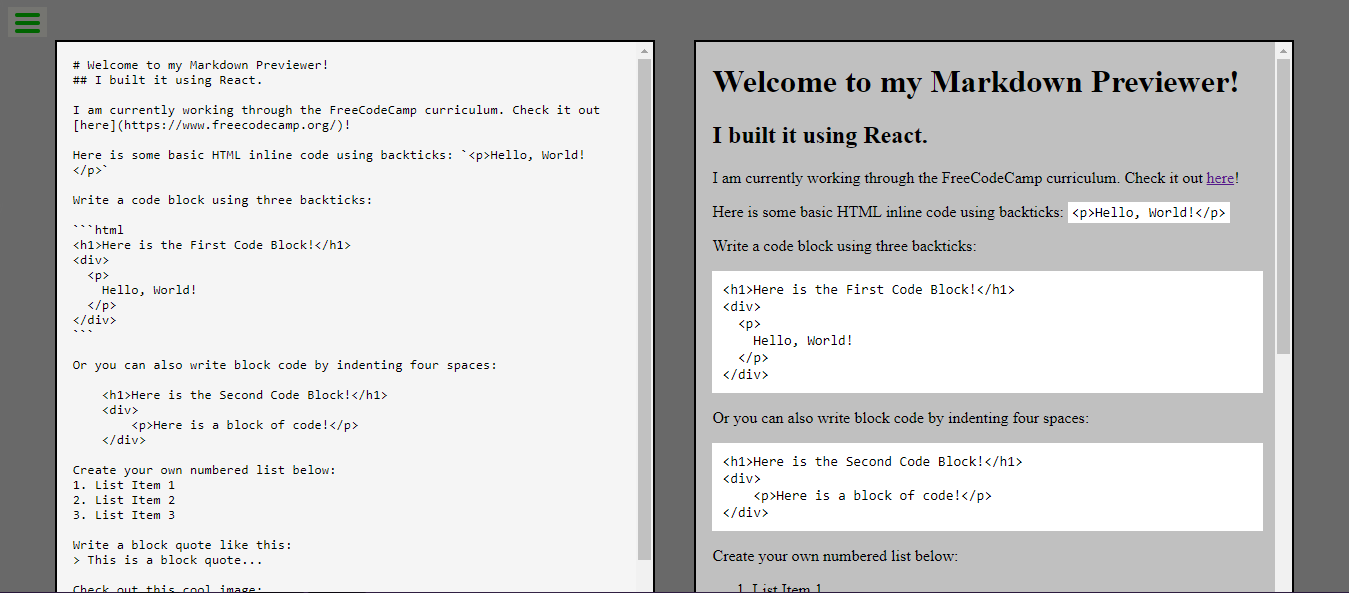 # Welcome to my Markdown Previewer!
## I built it using React.

I am currently working through the FreeCodeCamp curriculum. Check it out
[here](https://www.freecodecamp.org/)!

Here is some basic HTML inline code using backticks: `<p>Hello, World!
</p>`

Write a code block using three backticks:

```html
<h1>Here is the First Code Block!</h1>
<div>
  <p>
    Hello, World!
  </p>
</div>
```

Or you can also write block code by indenting four spaces:

    <h1>Here is the Second Code Block!</h1>
    <div>
        <p>Here is a block of code!</p>
    </div>

Create your own numbered list below:
1. List Item 1
2. List Item 2
3. List Item 3

Write a block quote like this:
> This is a block quote...

Check out this cool image:

Welcome to my Markdown Previewer!
I built it using React.
I am currently working through the FreeCodeCamp curriculum. Check it out here!
Here is some basic HTML inline code using backticks: <p>Hello, World!</p>
Write a code block using three backticks:
<h1>Here is the First Code Block!</h1>
<div>
  <p>
    Hello, World!
  </p>
</div>
Or you can also write block code by indenting four spaces:
<h1>Here is the Second Code Block!</h1>
<div>
    <p>Here is a block of code!</p>
</div>
Create your own numbered list below:
1. List Item 1